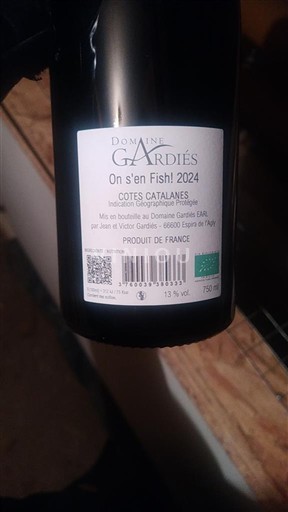 DOMAINE
GARDIÉS
On s'en Fish! 2024
COTES CATALANES
Indication Géographique Protégée
Mis en bouteille au Domaine Gardiés EARL
par Jean et Victor Gardiés - 66600 Espira de l'Agly
PRODUIT DE FRANCE
13 % vol.
750 ml